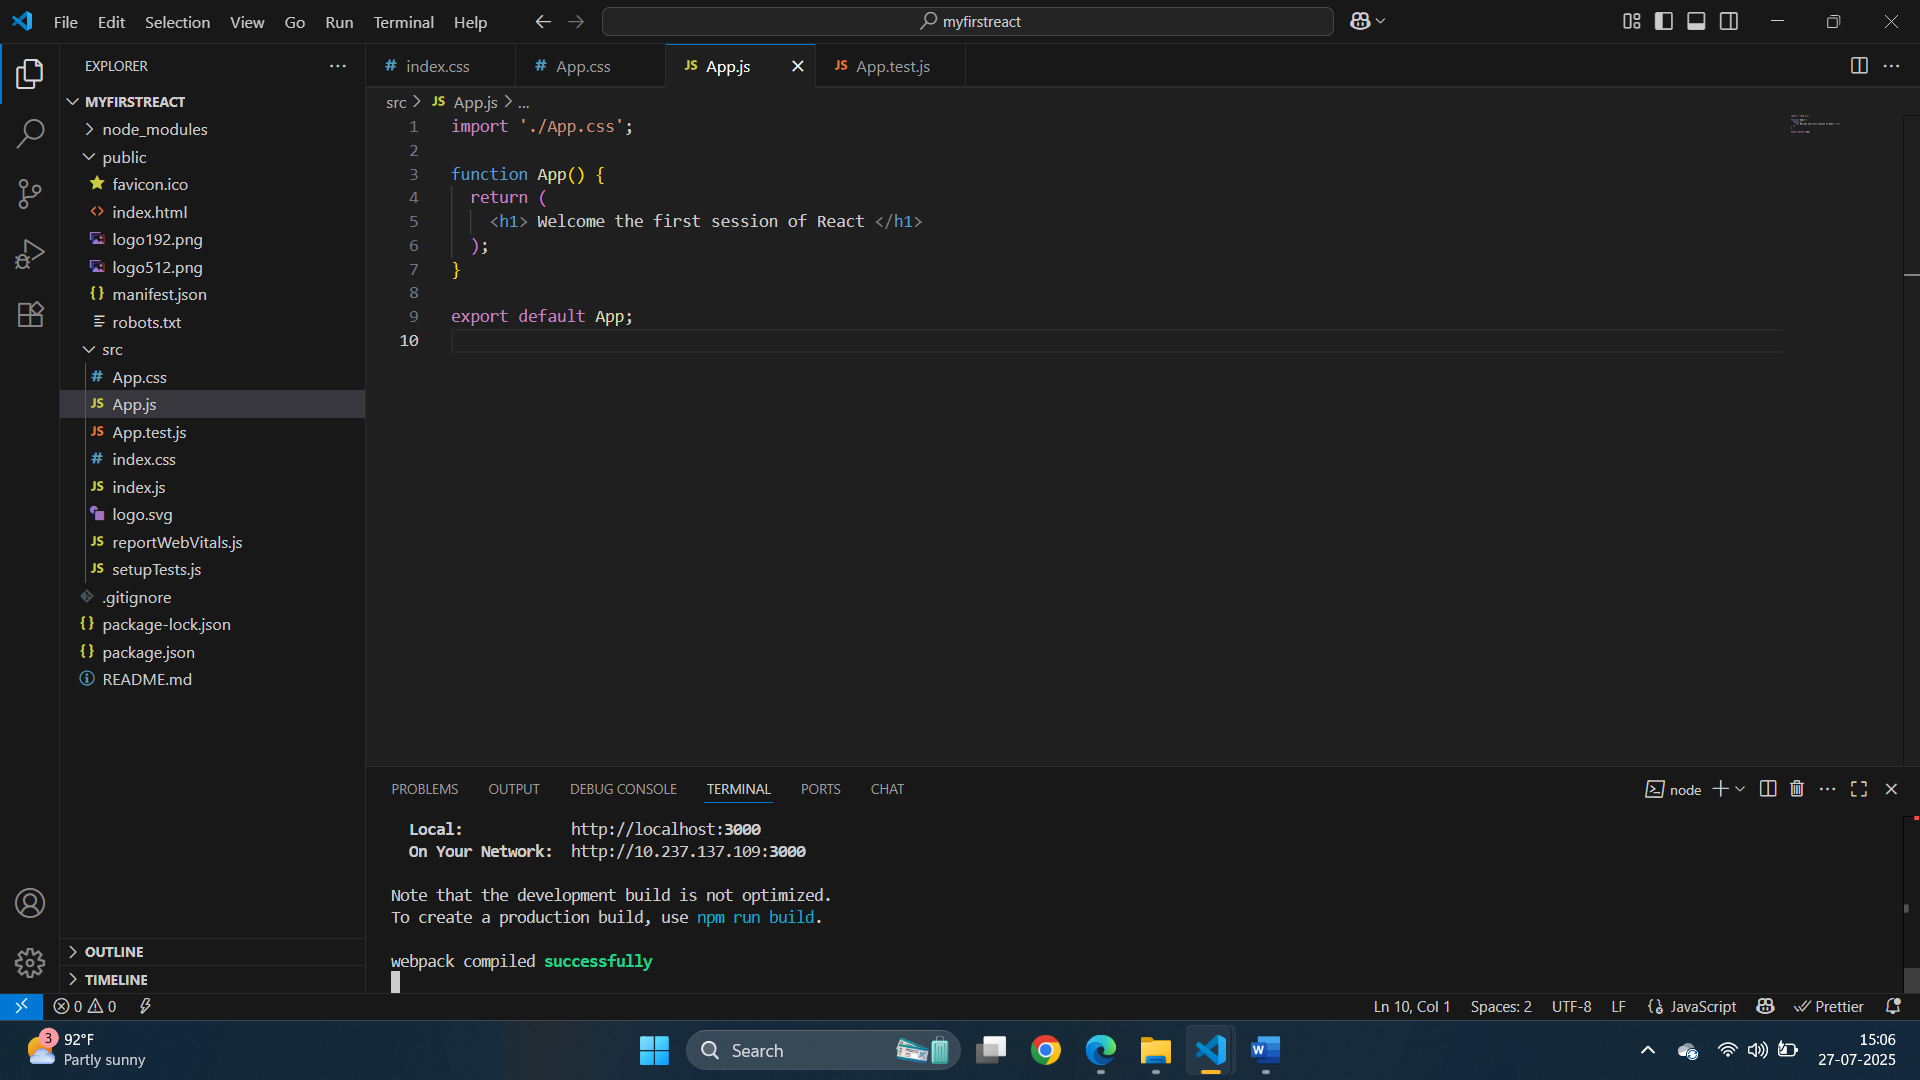 File Edit Selection View Go Run Terminal Help
myfirstreact
EXPLORER
MYFIRSTREACT
node_modules
public
favicon.ico
index.html
logo192.png
logo512.png
manifest.json
robots.txt
src
App.css
App.js
App.test.js
index.css
index.js
logo.svg
reportWebVitals.js
setupTests.js
.gitignore
package-lock.json
package.json
README.md
OUTLINE
TIMELINE
# index.css # App.css JS App.js JS App.test.js
src > JS App.js > ...
1 import './App.css';
2
3 function App() {
4 return (
5 <h1> Welcome the first session of React </h1>
6 );
7 }
8
9 export default App;
10
PROBLEMS OUTPUT DEBUG CONSOLE TERMINAL PORTS CHAT
node
Local: http://localhost:3000
On Your Network: http://10.237.137.109:3000
Note that the development build is not optimized.
To create a production build, use npm run build.
webpack compiled successfully
0 0
Ln 10, Col 1 Spaces: 2 UTF-8 LF {} JavaScript Prettier
3
92°F
Partly sunny
Search
15:06
27-07-2025